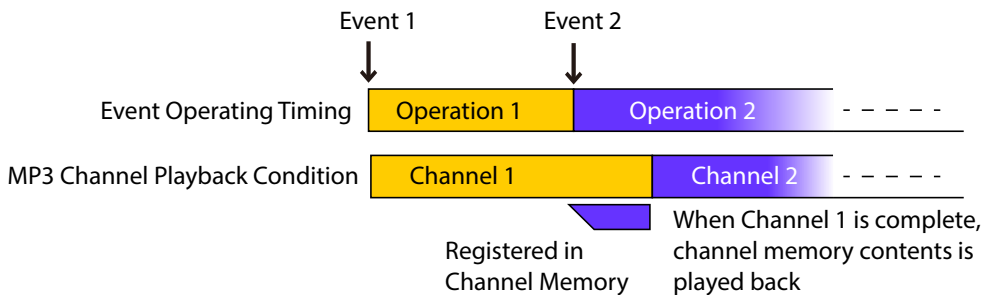 Event 1 Event 2
Event Operating Timing Operation 1 Operation 2
MP3 Channel Playback Condition Channel 1 Channel 2
Registered in
Channel Memory
When Channel 1 is complete,
channel memory contents is
played back